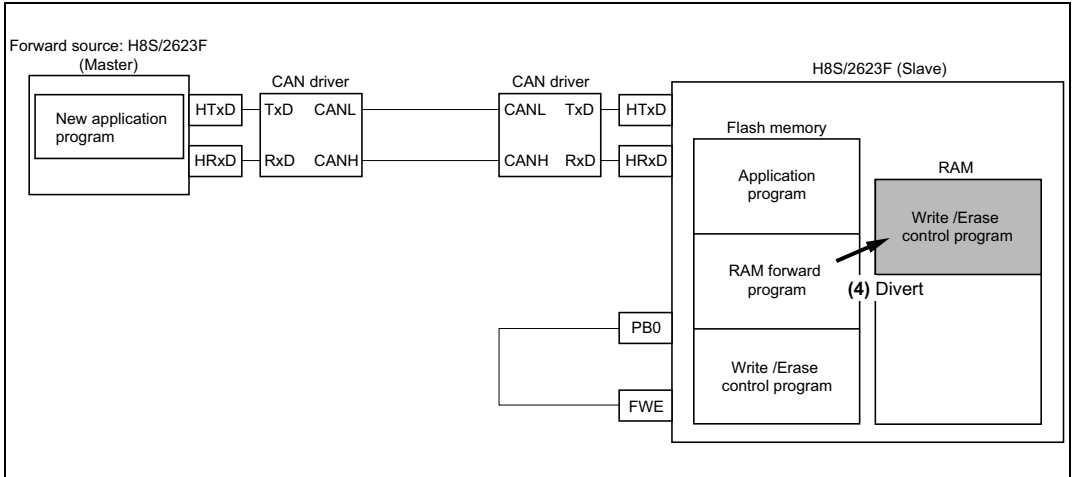 Forward source: H8S/2623F
(Master)
New application
program
HTxD
HRxD
CAN driver
TxD CANL
RxD CANH
CAN driver
CANL TxD
CANH RxD
HTxD
HRxD
PB0
FWE
H8S/2623F (Slave)
Flash memory
Application
program
RAM forward
program
Write /Erase
control program
RAM
Write /Erase
control program
(4) Divert